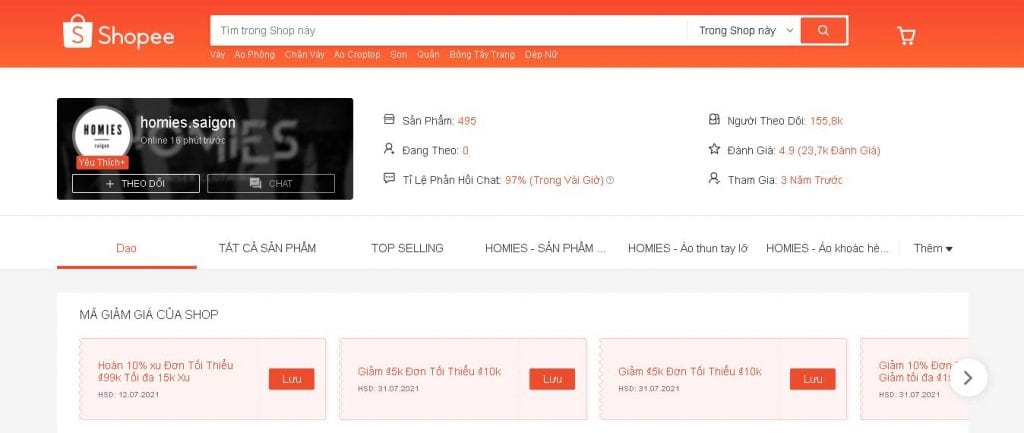 Shopee
Tìm trong Shop này
Trong Shop này
Váy Áo Phông Chân Váy Áo Croptop Son Quần Bông Tẩy Trang Dép Nữ
HOMIES
saigon
homies.saigon
Online 16 phút trước
Yêu Thích+
+ THEO DÕI
CHAT
Sản Phẩm: 495
Người Theo Dõi: 155,8k
Đang Theo: 0
Đánh Giá: 4.9 (23,7k Đánh Giá)
Tỉ Lệ Phản Hồi Chat: 97% (Trong Vài Giờ)
Tham Gia: 3 Năm Trước
Dạo
TẤT CẢ SẢN PHẨM
TOP SELLING
HOMIES - SẢN PHẨM ...
HOMIES - Áo thun tay lỡ
HOMIES - Áo khoác hè...
Thêm
MÃ GIẢM GIÁ CỦA SHOP
Hoàn 10% xu Đơn Tối Thiểu
₫99k Tối đa 15k Xu
HSD: 12.07.2021
Lưu
Giảm ₫5k Đơn Tối Thiểu ₫10k
HSD: 31.07.2021
Lưu
Giảm ₫5k Đơn Tối Thiểu ₫10k
HSD: 31.07.2021
Lưu
Giảm 10% Đơn
Giảm tối đa
HSD: 31.07.2021